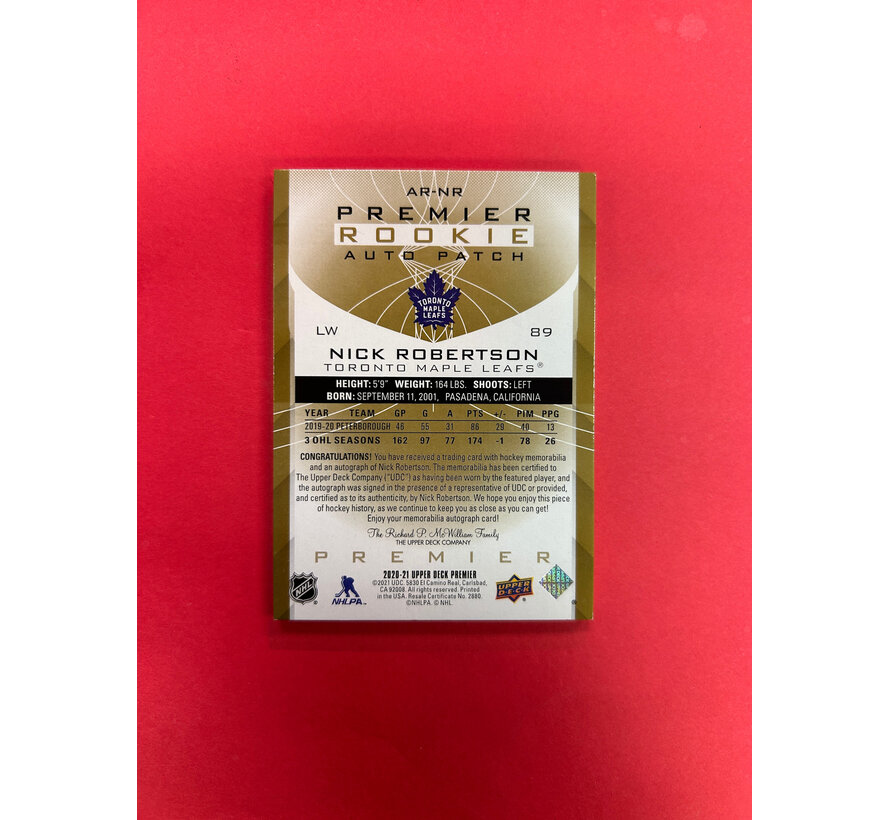 AR-NR
PREMIER
ROOKIE
AUTO PATCH
TORONTO
MAPLE
LEAFS
LW 89
NICK ROBERTSON
TORONTO MAPLE LEAFS®
HEIGHT: 5'9" WEIGHT: 164 LBS. SHOOTS: LEFT
BORN: SEPTEMBER 11, 2001, PASADENA, CALIFORNIA
YEAR TEAM GP G A PTS +/- PIM PPG
2019-20 PETERBOROUGH 46 55 31 86 29 40 13
3 OHL SEASONS 162 97 77 174 -1 78 26
CONGRATULATIONS! You have received a trading card with hockey memorabilia
and an autograph of Nick Robertson. The memorabilia has been certified to
The Upper Deck Company ("UDC") as having been worn by the featured player, and
the autograph was signed in the presence of a representative of UDC or provided,
and certified as to its authenticity, by Nick Robertson. We hope you enjoy this piece
of hockey history, as we continue to keep you as close as you can get!
Enjoy your memorabilia autograph card!
The Richard P. McWilliam Family
THE UPPER DECK COMPANY
PREMIER
2020-21 UPPER DECK PREMIER
©2021 UDC. 5830 El Camino Real, Carlsbad,
CA 92008. All rights reserved. Printed
in the USA. Resale Certificate No. 2880.
©NHLPA. © NHL.
NHL
NHLPA
UPPER
DECK